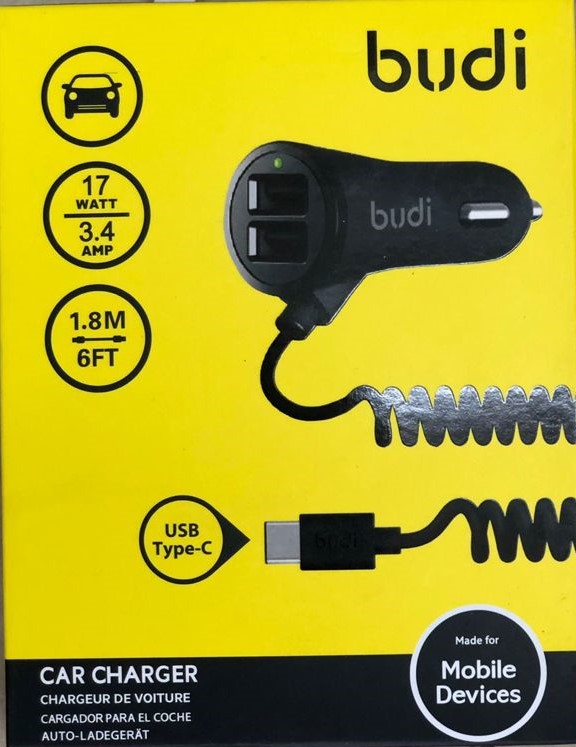 budi
17
WATT
3.4
AMP
budi
1.8M
6FT
USB
Type-C
budi
Made for
Mobile
Devices
CAR CHARGER
CHARGEUR DE VOITURE
CARGADOR PARA EL COCHE
AUTO-LADEGERÄT